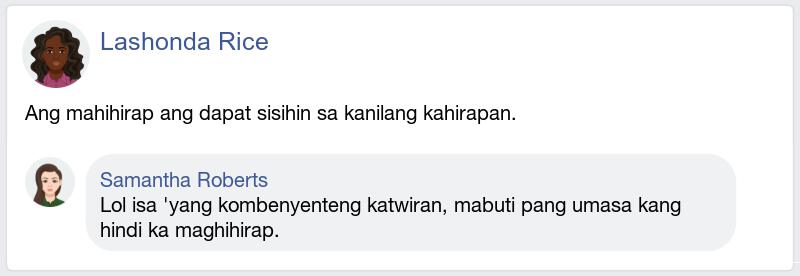 Lashonda Rice
Ang mahihirap ang dapat sisihin sa kanilang kahirapan.
Samantha Roberts
Lol isa 'yang kombenyenteng katwiran, mabuti pang umasa kang
hindi ka maghihirap.